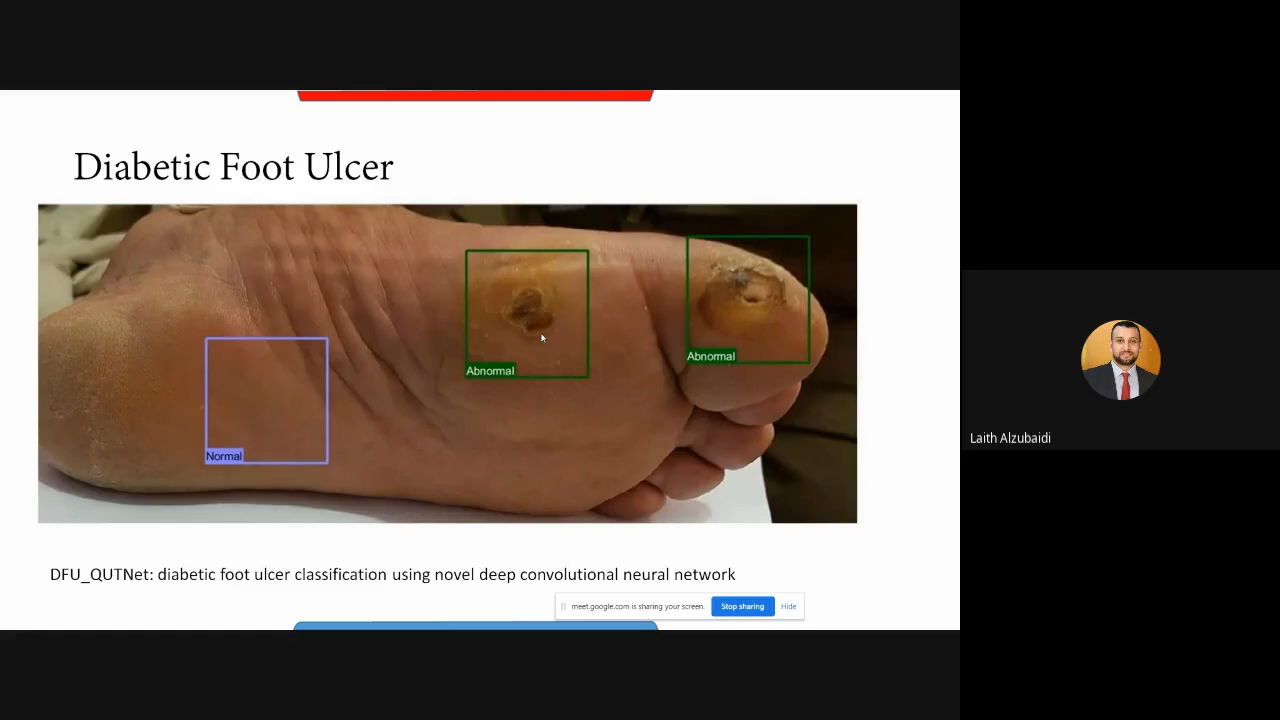 Diabetic Foot Ulcer
Abnormal
Abnormal
Normal
DFU_QUTNet: diabetic foot ulcer classification using novel deep convolutional neural network
meet.google.com is sharing your screen.
Stop sharing
Hide
Laith Alzubaidi